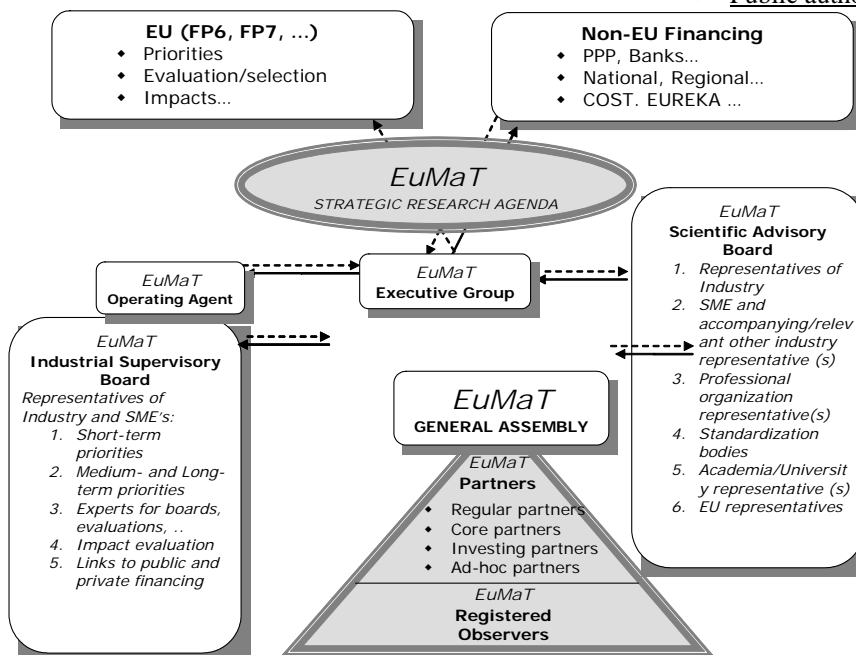 Public autho
EU (FP6, FP7, ...)
◆ Priorities
◆ Evaluation/selection
◆ Impacts...
Non-EU Financing
◆ PPP, Banks...
◆ National, Regional...
◆ COST. EUREKA ...
EuMaT
STRATEGIC RESEARCH AGENDA
EuMaT
Operating Agent
EuMaT
Executive Group
EuMaT
Scientific Advisory
Board
1. Representatives of
Industry
2. SME and
accompanying/relev
ant other industry
representative (s)
3. Professional
organization
representative(s)
4. Standardization
bodies
5. Academia/Universit
y representative (s)
6. EU representatives
EuMaT
Industrial Supervisory
Board
Representatives of
Industry and SME's:
1. Short-term
priorities
2. Medium- and Long-
term priorities
3. Experts for boards,
evaluations, ..
4. Impact evaluation
5. Links to public and
private financing
EuMaT
GENERAL ASSEMBLY
EuMaT
Partners
◆ Regular partners
◆ Core partners
◆ Investing partners
◆ Ad-hoc partners
EuMaT
Registered
Observers